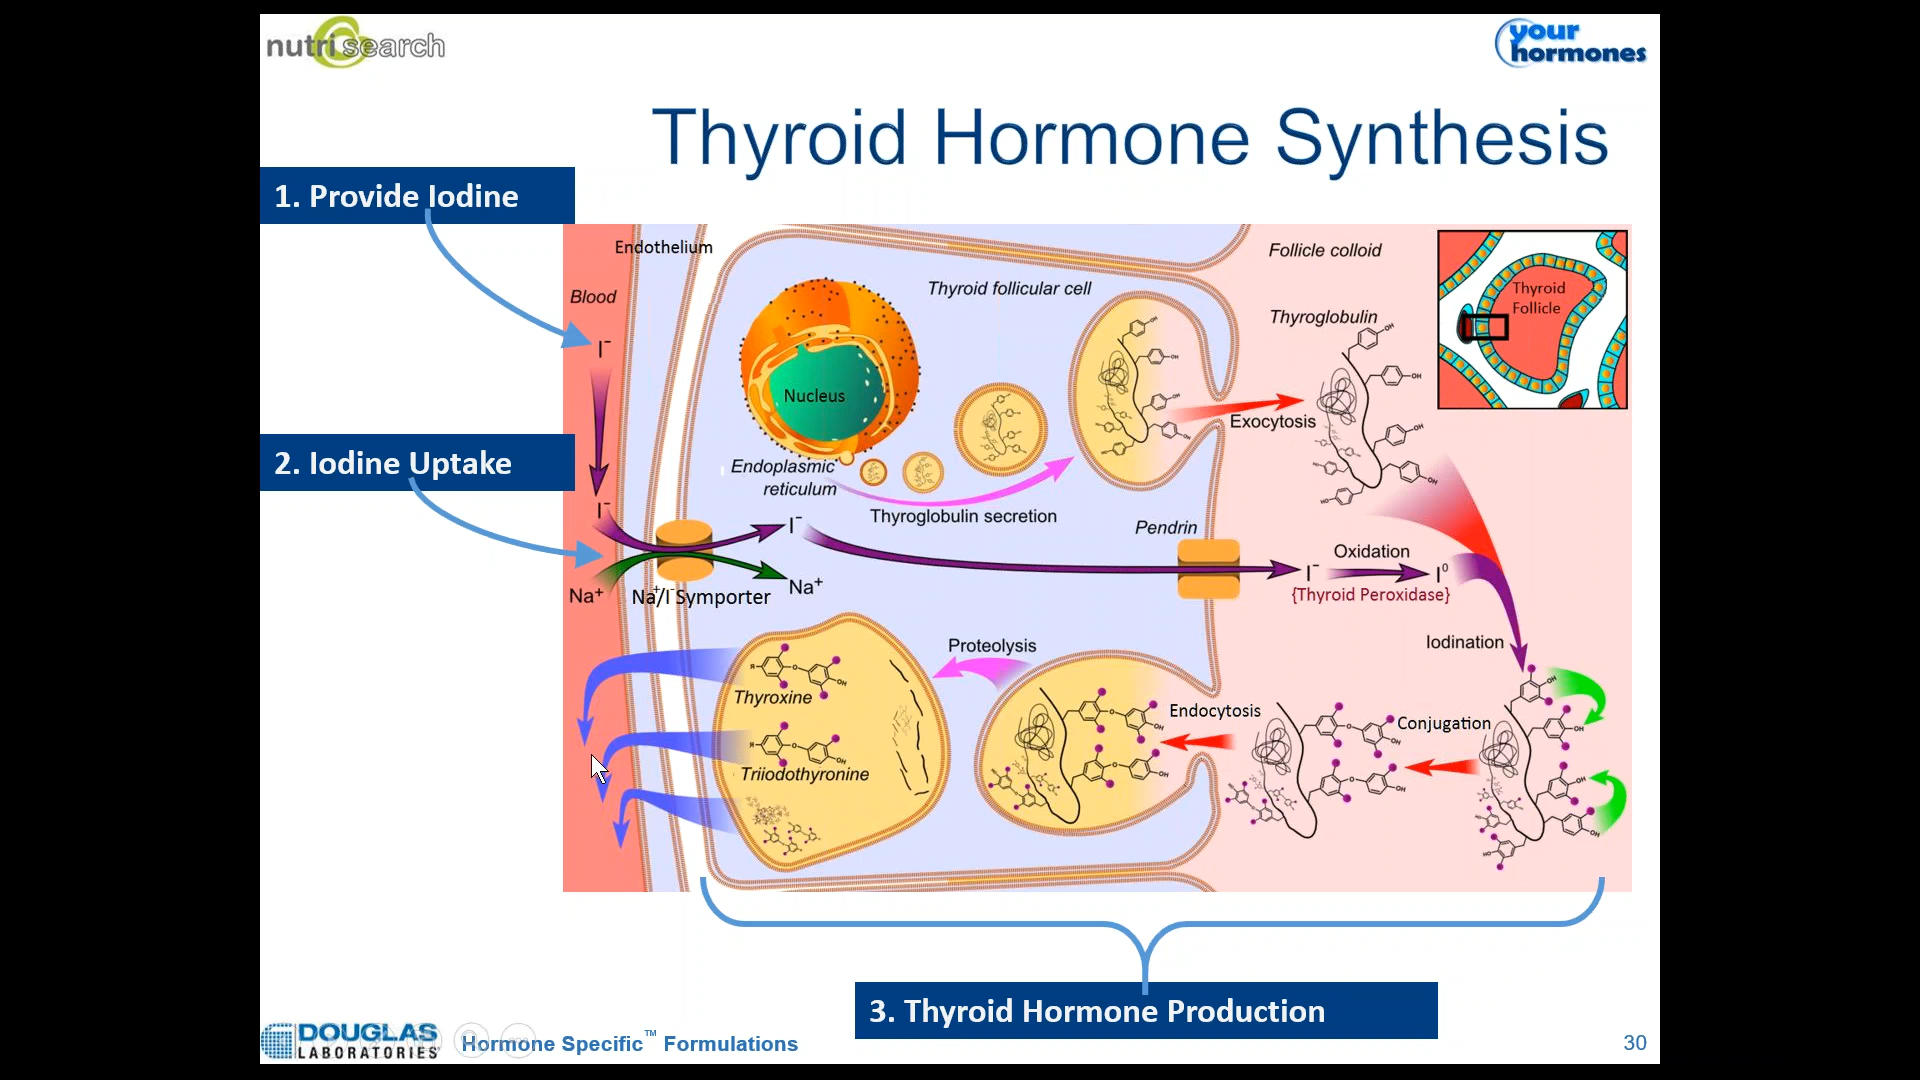 nutrisearch
your
hormones
Thyroid Hormone Synthesis
1. Provide Iodine
Endothelium
Follicle colloid
Blood
Thyroid follicular cell
Thyroid
Follicle
Thyroglobulin
I⁻
Nucleus
Exocytosis
2. Iodine Uptake
Endoplasmic
reticulum
Thyroglobulin secretion
I⁻
I⁻
Pendrin
Oxidation
I⁻
I⁰
{Thyroid Peroxidase}
Na⁺
Na⁺/I⁻ Symporter
Na⁺
Iodination
Proteolysis
Thyroxine
Endocytosis
Conjugation
Triiodothyronine
3. Thyroid Hormone Production
DOUGLAS
LABORATORIES
Hormone Specific™ Formulations
30